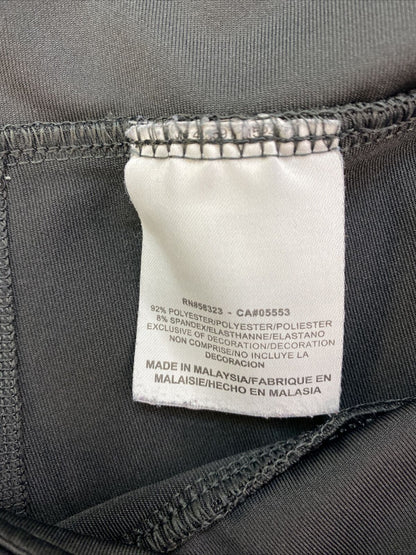 RN#56323 - CA#05553
92% POLYESTER/POLYESTER/POLIESTER
8% SPANDEX/ELASTHANNE/ELASTANO
EXCLUSIVE OF DECORATION/DECORATION
NON COMPRISE/NO INCLUYE LA
DECORACION
MADE IN MALAYSIA/FABRIQUE EN
MALAISIE/HECHO EN MALASIA